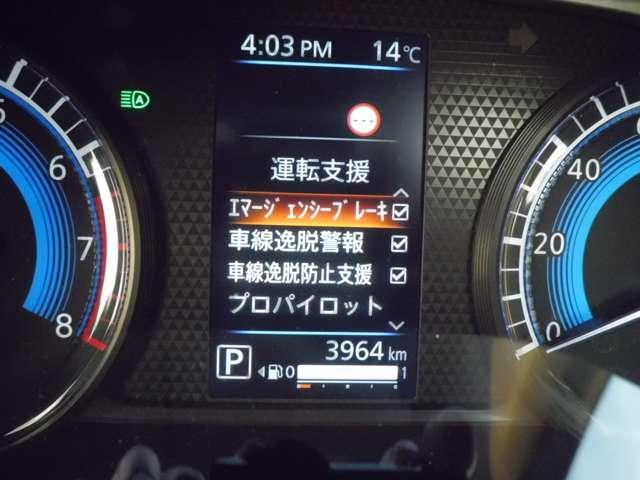 4:03 PM 14℃
---
運転支援
ｴﾏｰｼﾞｪﾝｼｰﾌﾞﾚｰｷ
車線逸脱警報
車線逸脱防止支援
プロパイロット
3964 km
P
0 1
5
6
7
8
40
20
0
A